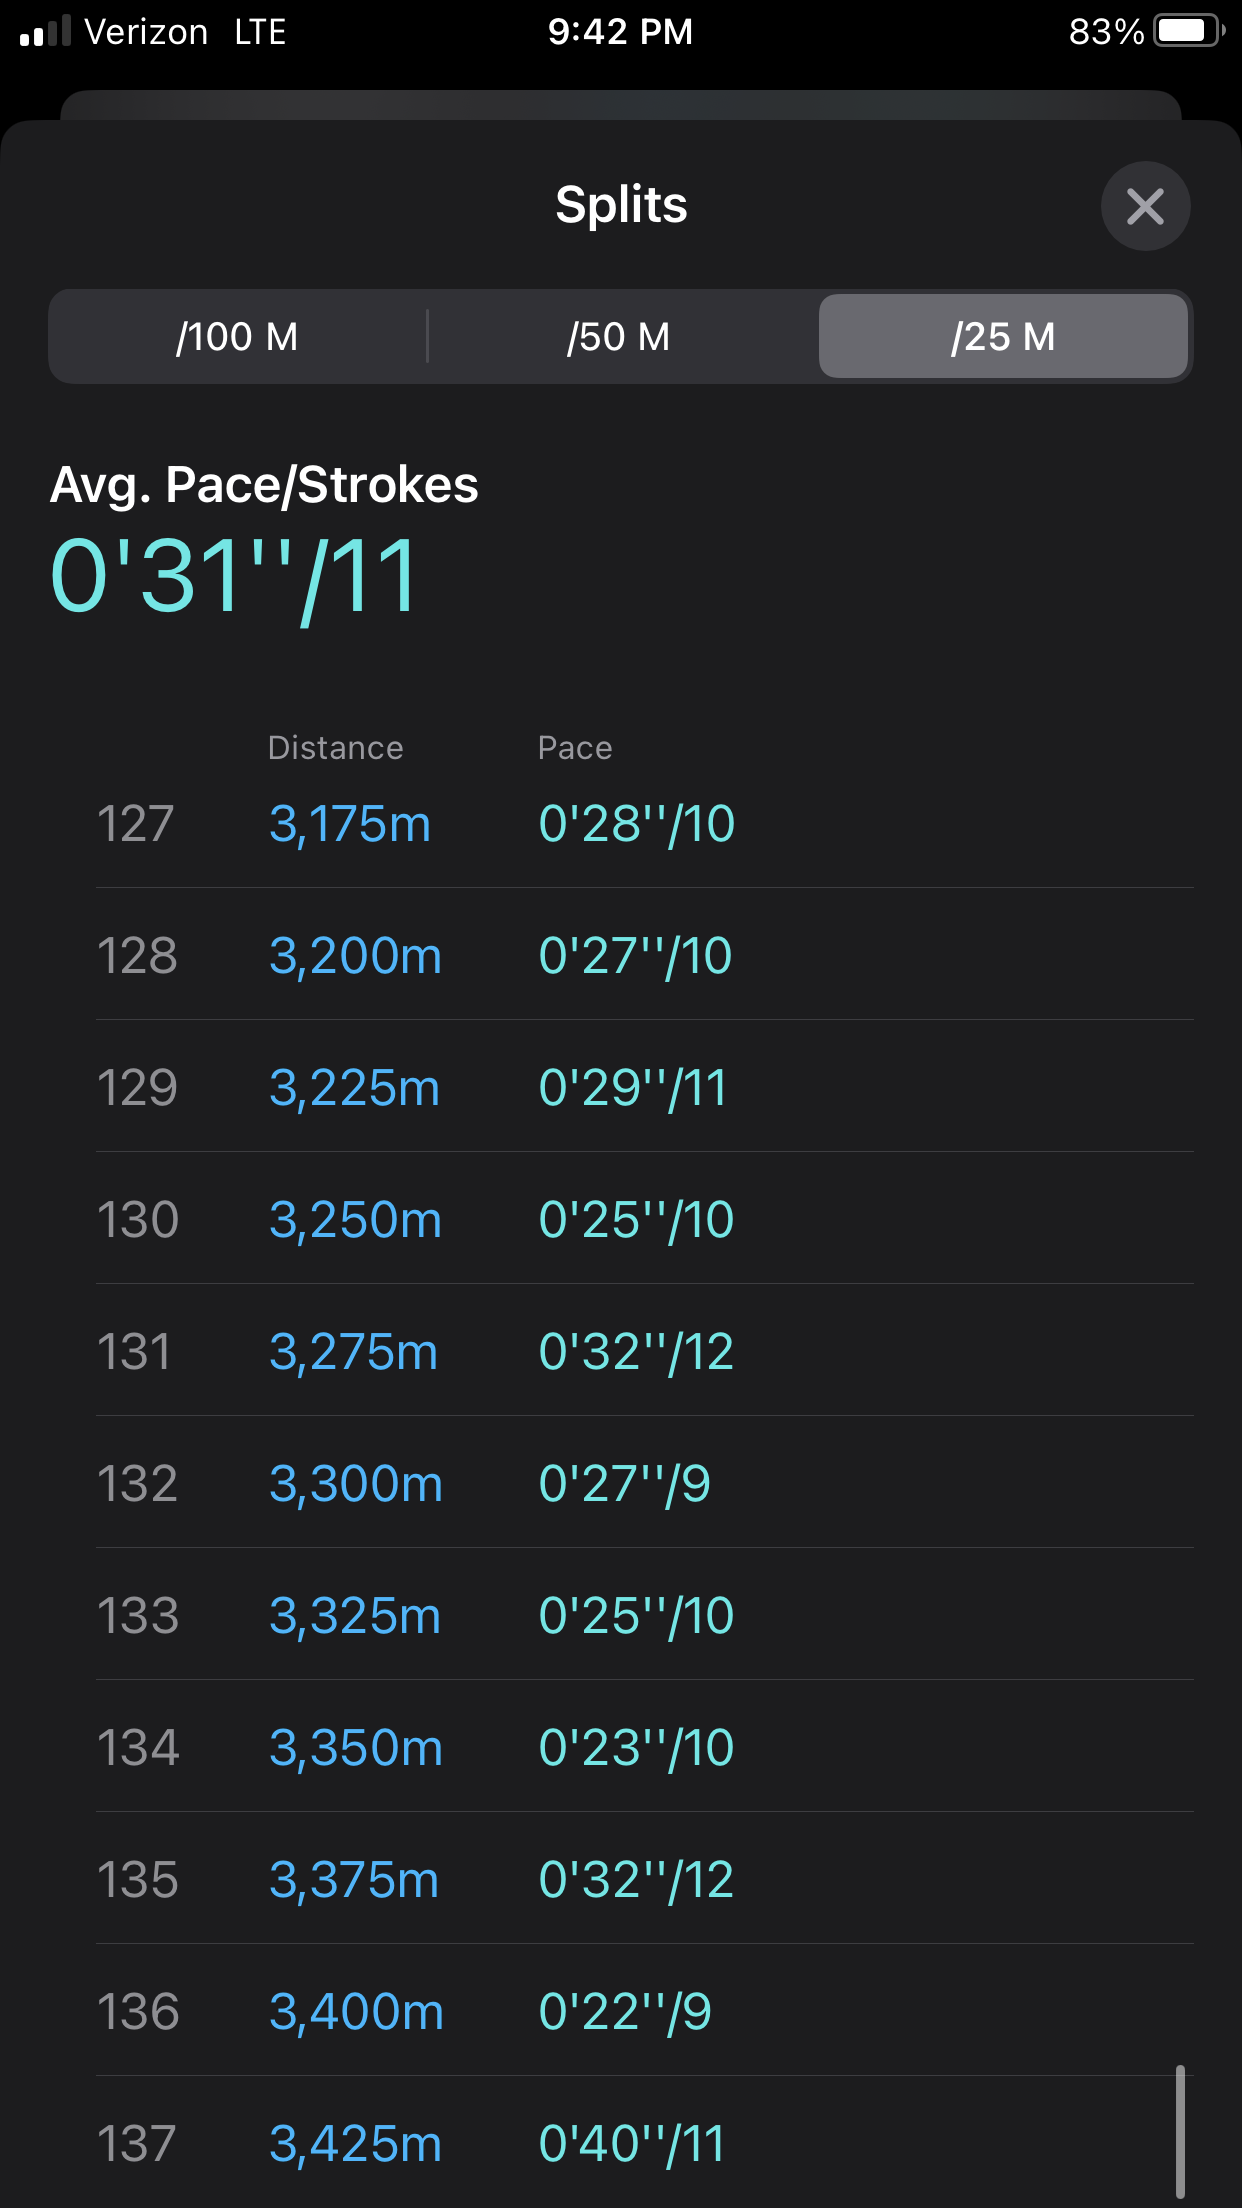 Verizon LTE 9:42 PM 83%
Splits
/100 M /50 M /25 M
Avg. Pace/Strokes
0'31''/11
Distance Pace
127 3,175m 0'28''/10
128 3,200m 0'27''/10
129 3,225m 0'29''/11
130 3,250m 0'25''/10
131 3,275m 0'32''/12
132 3,300m 0'27''/9
133 3,325m 0'25''/10
134 3,350m 0'23''/10
135 3,375m 0'32''/12
136 3,400m 0'22''/9
137 3,425m 0'40''/11